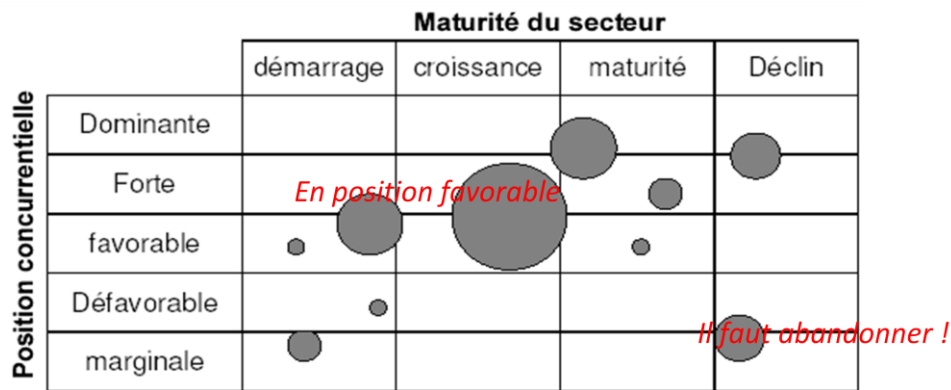 Maturité du secteur
démarrage croissance maturité Déclin
Position concurrentielle
Dominante
Forte
En position favorable
favorable
Défavorable
Il faut abandonner !
marginale